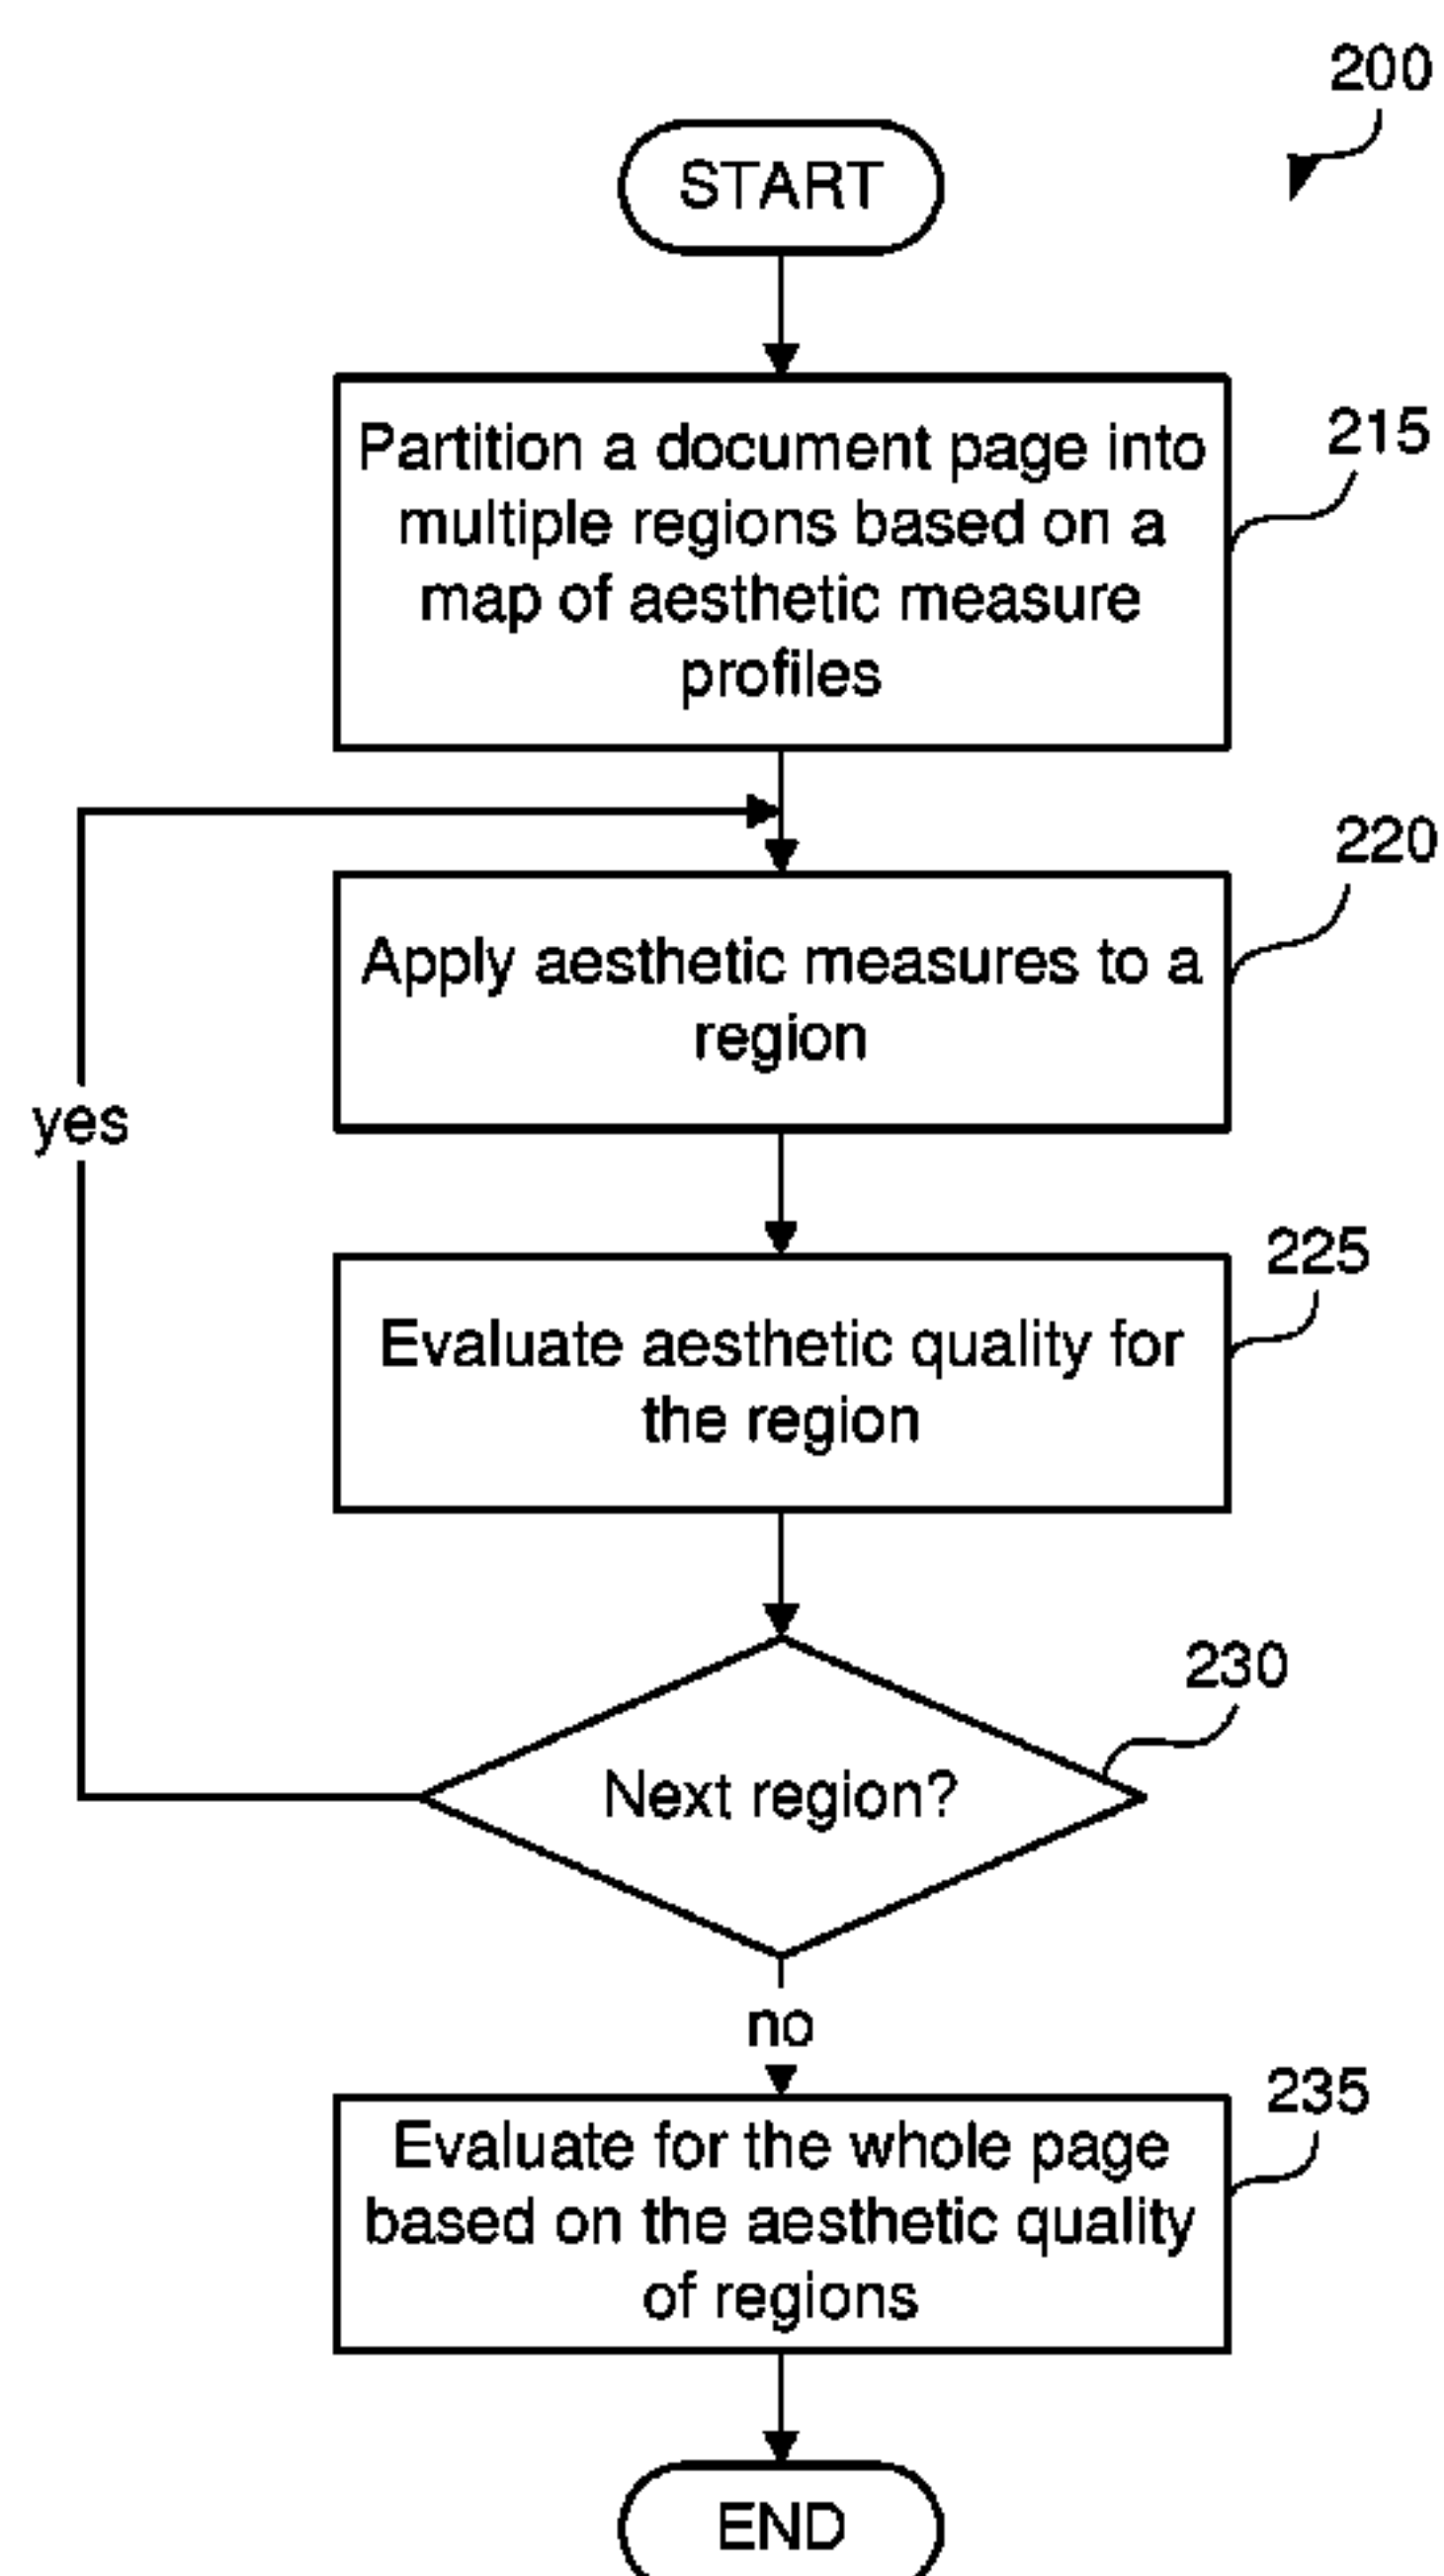 200
START
Partition a document page into
multiple regions based on a
map of aesthetic measure
profiles
215
220
Apply aesthetic measures to a
region
yes
225
Evaluate aesthetic quality for
the region
230
Next region?
no
235
Evaluate for the whole page
based on the aesthetic quality
of regions
END